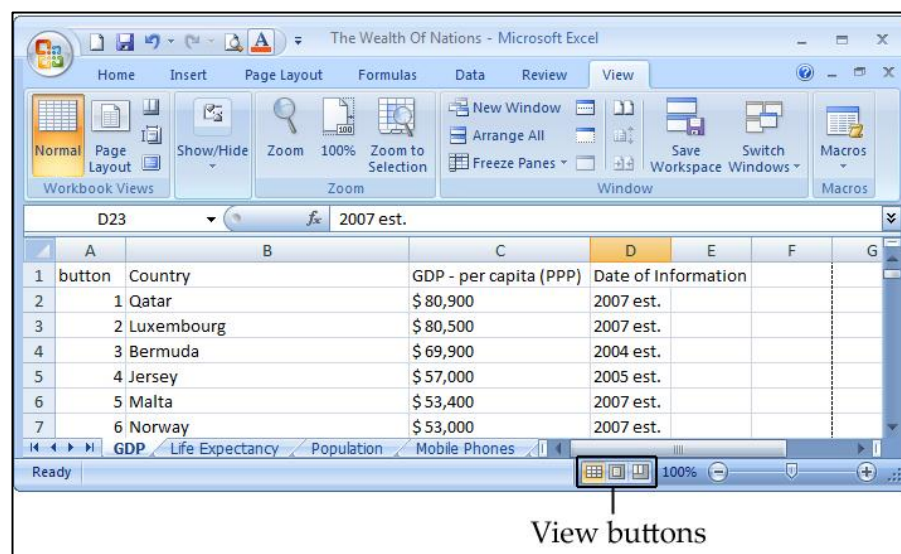 The Wealth Of Nations - Microsoft Excel
Home Insert Page Layout Formulas Data Review View
Normal Page Layout Show/Hide Zoom 100% Zoom to Selection New Window Arrange All Freeze Panes Save Workspace Switch Windows Macros
Workbook Views Zoom Window Macros
D23 fx 2007 est.
A B C D E F G
1 button Country GDP - per capita (PPP) Date of Information
2 1 Qatar $ 80,900 2007 est.
3 2 Luxembourg $ 80,500 2007 est.
4 3 Bermuda $ 69,900 2004 est.
5 4 Jersey $ 57,000 2005 est.
6 5 Malta $ 53,400 2007 est.
7 6 Norway $ 53,000 2007 est.
GDP Life Expectancy Population Mobile Phones
Ready 100%
View buttons